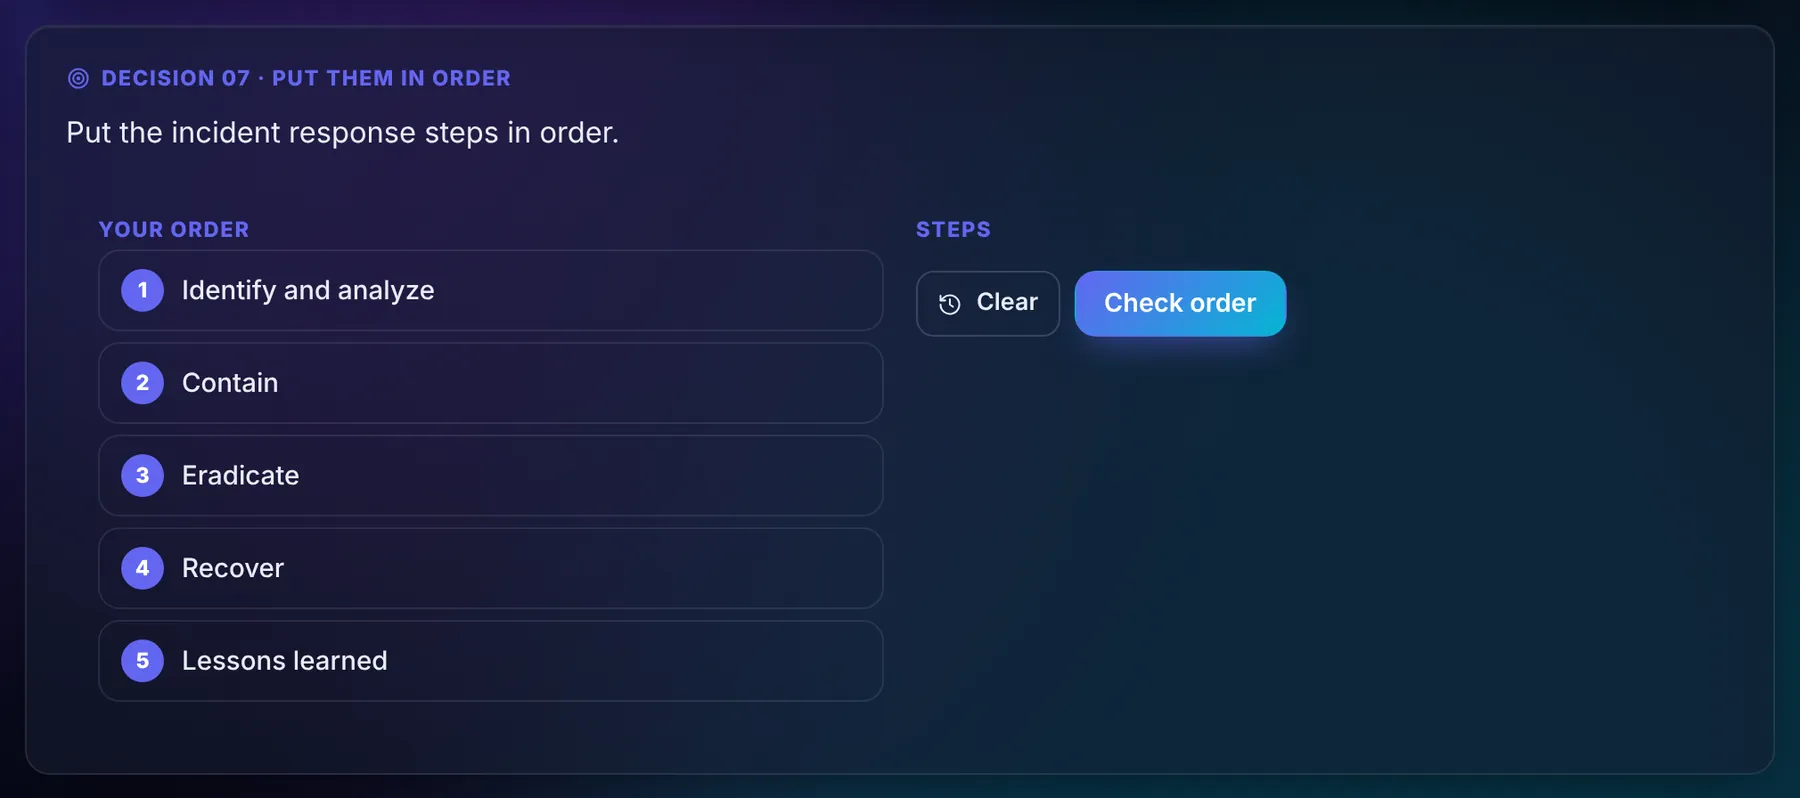 DECISION 07 · PUT THEM IN ORDER
Put the incident response steps in order.
YOUR ORDER
1 Identify and analyze
2 Contain
3 Eradicate
4 Recover
5 Lessons learned
STEPS
Clear
Check order